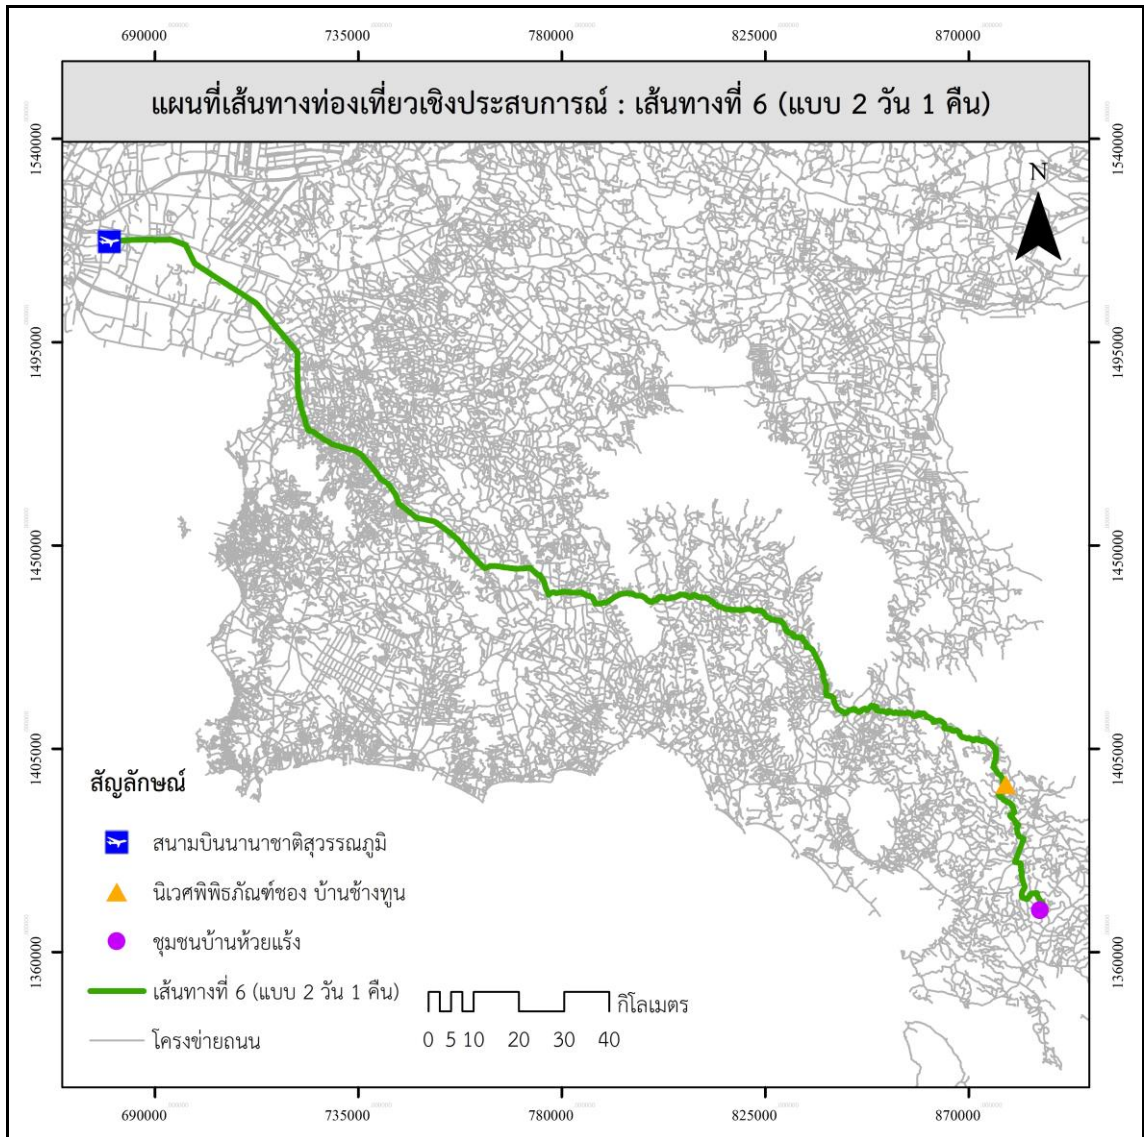 690000 735000 780000 825000 870000
แผนที่เส้นทางท่องเที่ยวเชิงประสบการณ์ : เส้นทางที่ 6 (แบบ 2 วัน 1 คืน)
1540000 1540000
N
1495000 1495000
1450000 1450000
1405000 1405000
สัญลักษณ์
สนามบินนานาชาติสุวรรณภูมิ
นิเวศพิพิธภัณฑ์ชอง บ้านช้างทูน
ชุมชนบ้านห้วยแร้ง
1360000 1360000
เส้นทางที่ 6 (แบบ 2 วัน 1 คืน)
กิโลเมตร
โครงข่ายถนน
0 5 10 20 30 40
690000 735000 780000 825000 870000